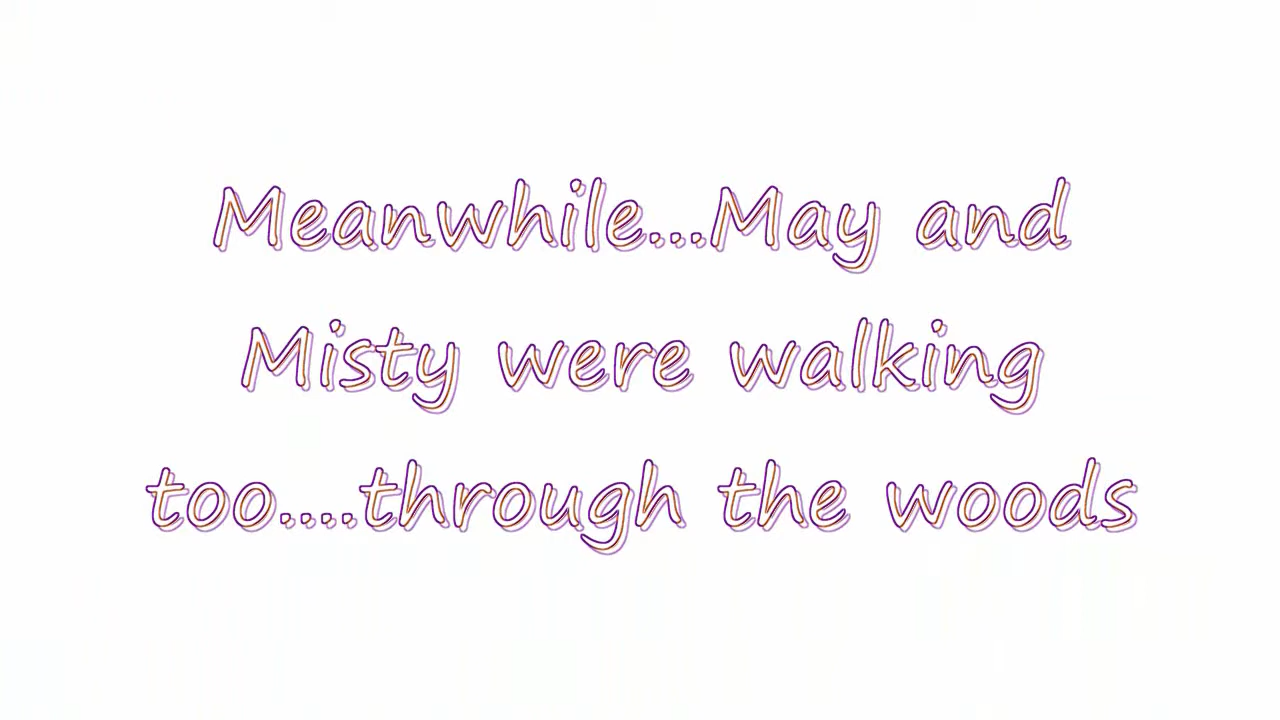 Meanwhile...May and
Misty were walking
too....through the woods